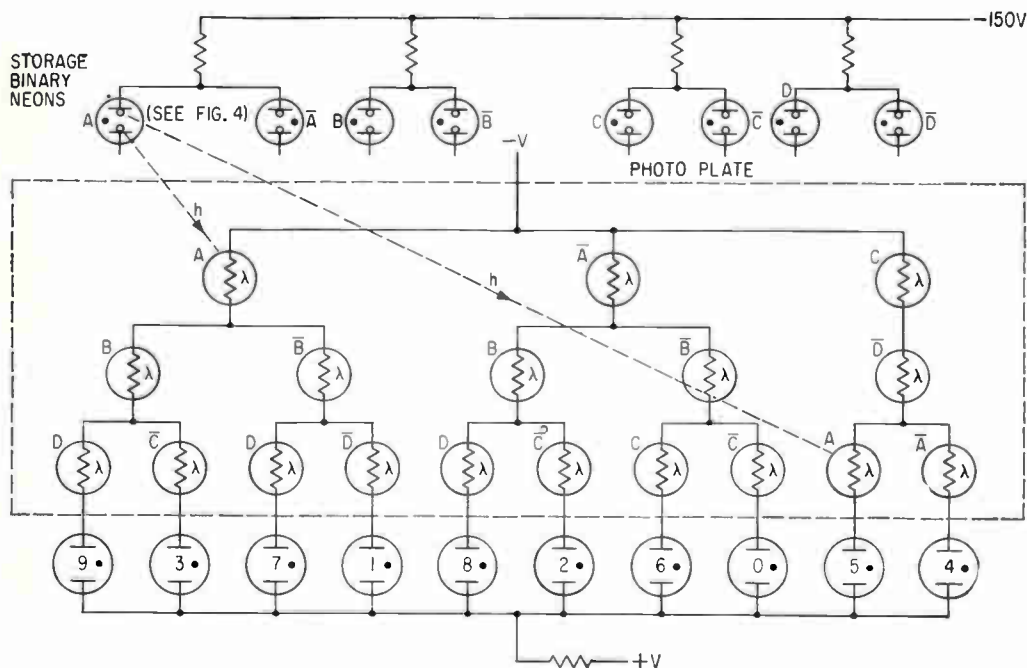 −150V
STORAGE
BINARY
NEONS
A (SEE FIG. 4) A̅ B B̅ C C̅ D D̅
−V
PHOTO PLATE
h
A λ A̅ λ C λ
h
B λ B̅ λ B λ B̅ λ D̅ λ
D λ C̅ λ D λ D̅ λ D λ C̅ λ C λ C̅ λ A λ A̅ λ
9 3 7 1 8 2 6 0 5 4
+V